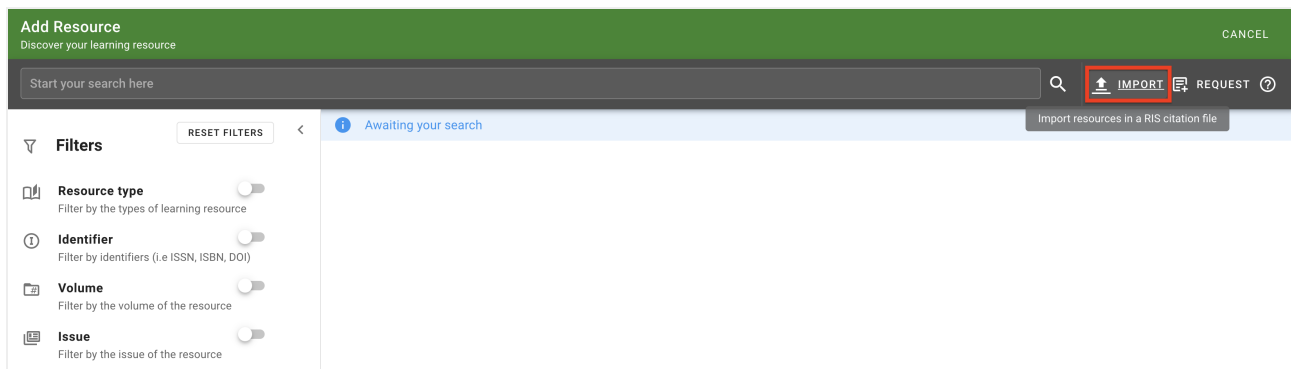 Add Resource
Discover your learning resource
CANCEL
Start your search here
IMPORT
REQUEST
Import resources in a RIS citation file
Filters
RESET FILTERS
Awaiting your search
Resource type
Filter by the types of learning resource
Identifier
Filter by identifiers (i.e ISSN, ISBN, DOI)
Volume
Filter by the volume of the resource
Issue
Filter by the issue of the resource